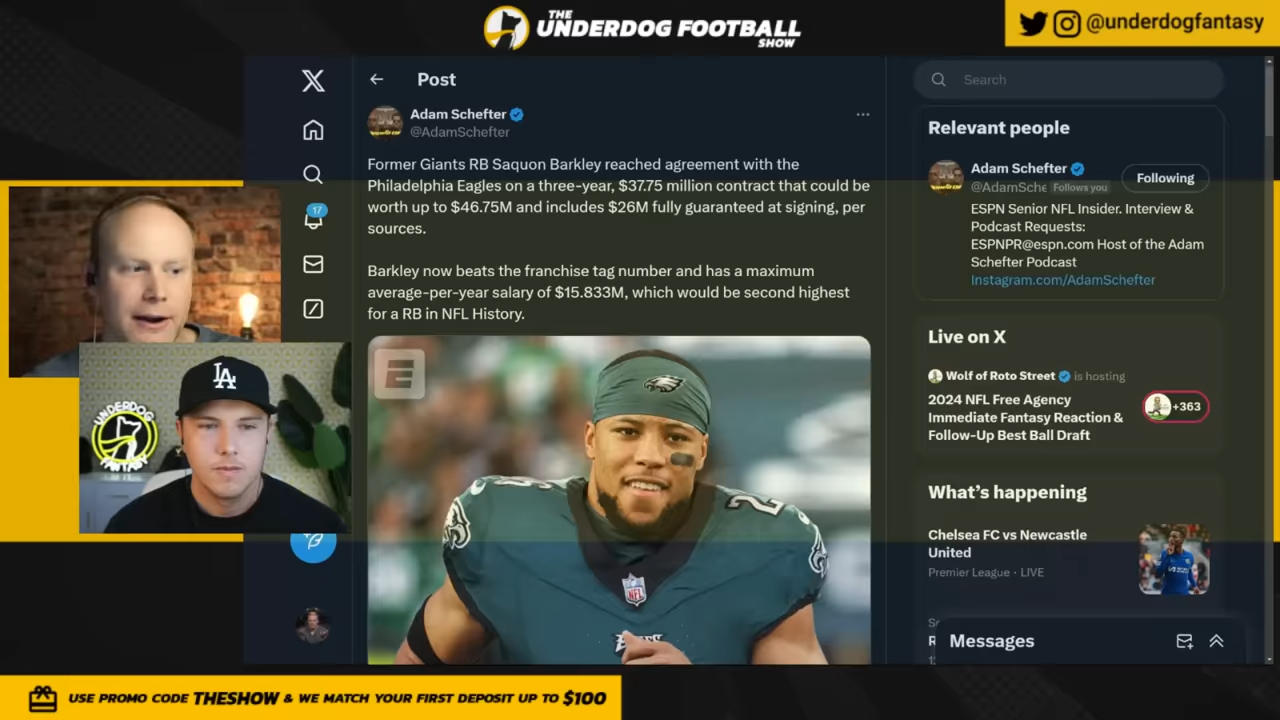 THE
UNDERDOG FOOTBALL
SHOW
@underdogfantasy
Post
Search
Adam Schefter
@AdamSchefter
Former Giants RB Saquon Barkley reached agreement with the
Philadelphia Eagles on a three-year, $37.75 million contract that could be
worth up to $46.75M and includes $26M fully guaranteed at signing, per
sources.
Barkley now beats the franchise tag number and has a maximum
average-per-year salary of $15.833M, which would be second highest
for a RB in NFL History.
17
Relevant people
Adam Schefter
@AdamSche Follows you
Following
ESPN Senior NFL Insider. Interview &
Podcast Requests:
ESPNPR@espn.com Host of the Adam
Schefter Podcast
Instagram.com/AdamSchefter
Live on X
Wolf of Roto Street is hosting
2024 NFL Free Agency
Immediate Fantasy Reaction &
Follow-Up Best Ball Draft
+363
What's happening
Chelsea FC vs Newcastle
United
Premier League · LIVE
Messages
E
LA
UNDERDOG
FANTASY
NFL
USE PROMO CODE THESHOW & WE MATCH YOUR FIRST DEPOSIT UP TO $100